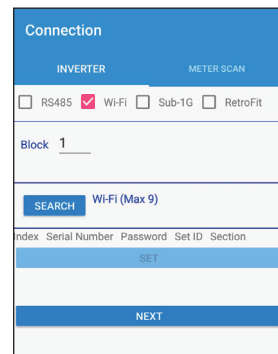 Connection
INVERTER METER SCAN
RS485 Wi-Fi Sub-1G RetroFit
Block 1
SEARCH Wi-Fi (Max 9)
Index Serial Number Password Set ID Section
SET
NEXT